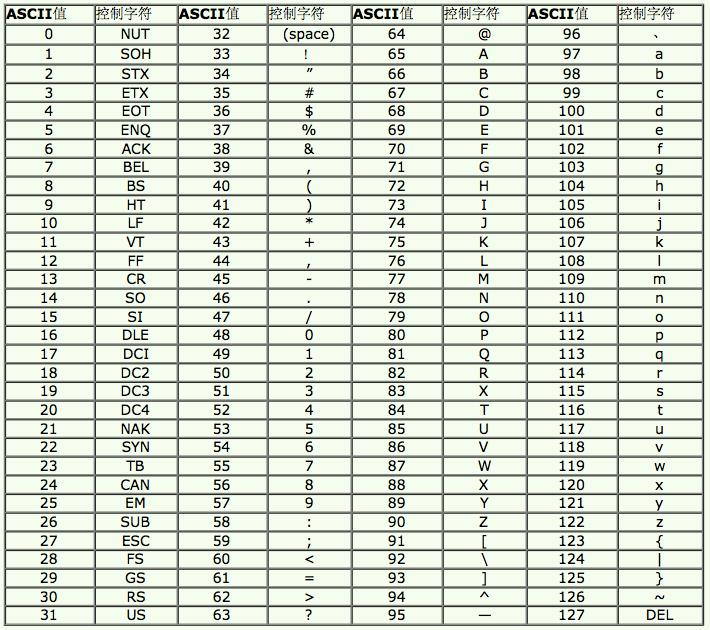 ASCII值 控制字符 ASCII值 控制字符 ASCII值 控制字符 ASCII值 控制字符
0 NUT 32 (space) 64 @ 96 、
1 SOH 33 ! 65 A 97 a
2 STX 34 ” 66 B 98 b
3 ETX 35 # 67 C 99 c
4 EOT 36 $ 68 D 100 d
5 ENQ 37 % 69 E 101 e
6 ACK 38 & 70 F 102 f
7 BEL 39 , 71 G 103 g
8 BS 40 ( 72 H 104 h
9 HT 41 ) 73 I 105 i
10 LF 42 * 74 J 106 j
11 VT 43 + 75 K 107 k
12 FF 44 , 76 L 108 l
13 CR 45 - 77 M 109 m
14 SO 46 . 78 N 110 n
15 SI 47 / 79 O 111 o
16 DLE 48 0 80 P 112 p
17 DCI 49 1 81 Q 113 q
18 DC2 50 2 82 R 114 r
19 DC3 51 3 83 X 115 s
20 DC4 52 4 84 T 116 t
21 NAK 53 5 85 U 117 u
22 SYN 54 6 86 V 118 v
23 TB 55 7 87 W 119 w
24 CAN 56 8 88 X 120 x
25 EM 57 9 89 Y 121 y
26 SUB 58 : 90 Z 122 z
27 ESC 59 ; 91 [ 123 {
28 FS 60 < 92 \ 124 |
29 GS 61 = 93 ] 125 }
30 RS 62 > 94 ^ 126 ~
31 US 63 ? 95 — 127 DEL